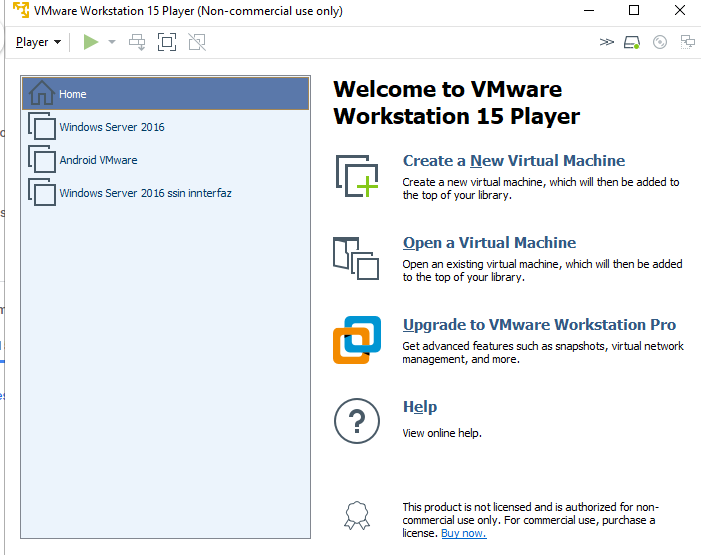 VMware Workstation 15 Player (Non-commercial use only)
Player
Home
Windows Server 2016
Android VMware
Windows Server 2016 ssin innterfaz
Welcome to VMware
Workstation 15 Player
Create a New Virtual Machine
Create a new virtual machine, which will then be added to
the top of your library.
Open a Virtual Machine
Open an existing virtual machine, which will then be added
to the top of your library.
Upgrade to VMware Workstation Pro
Get advanced features such as snapshots, virtual network
management, and more.
Help
View online help.
This product is not licensed and is authorized for non-
commercial use only. For commercial use, purchase a
license. Buy now.